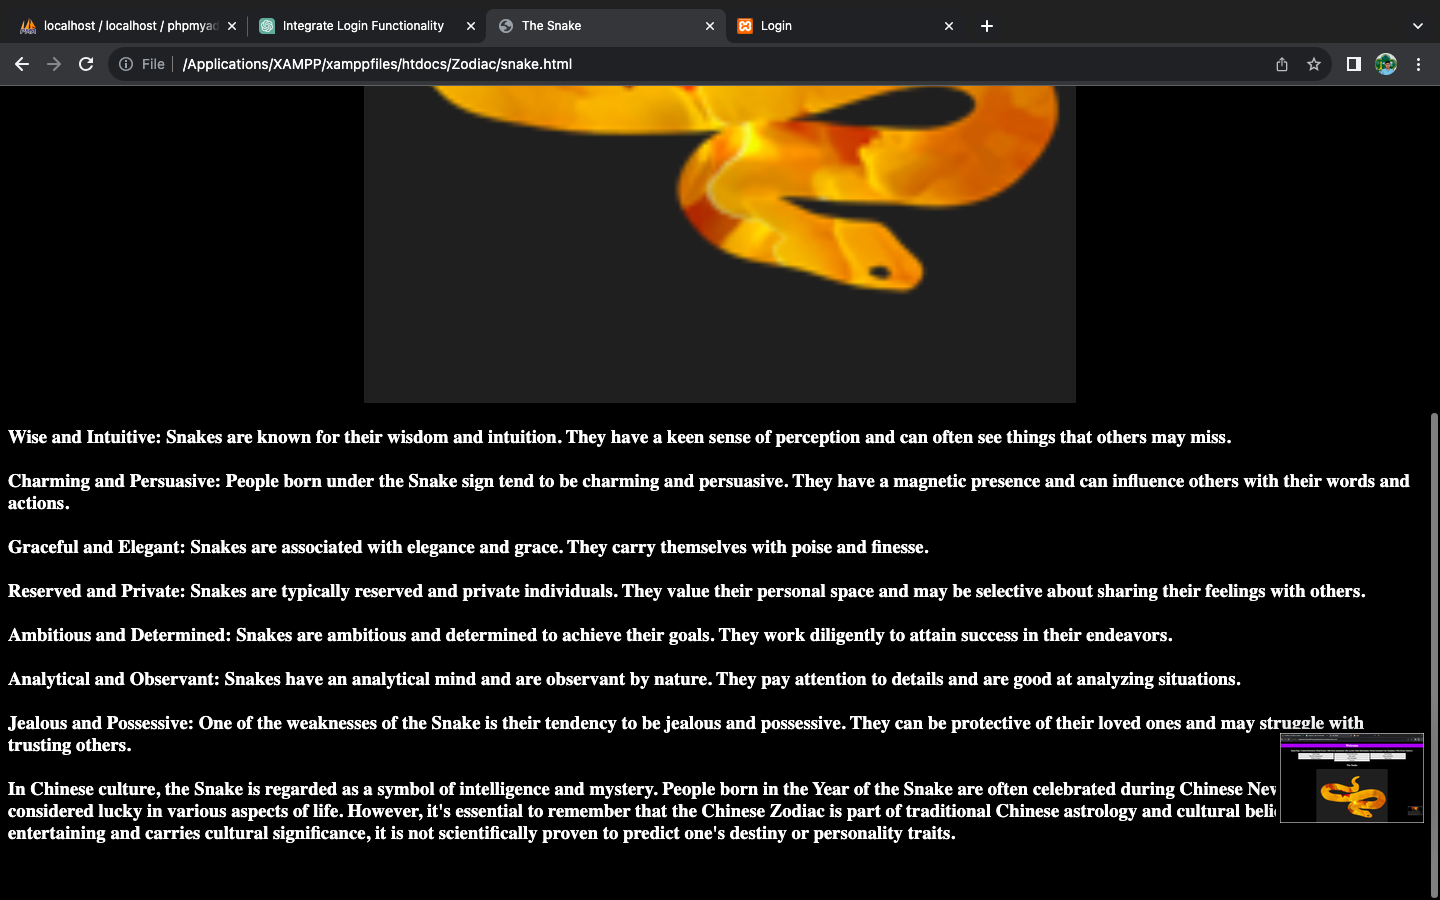 localhost / localhost / phpmyad
Integrate Login Functionality
The Snake
Login
File
/Applications/XAMPP/xamppfiles/htdocs/Zodiac/snake.html
Wise and Intuitive: Snakes are known for their wisdom and intuition. They have a keen sense of perception and can often see things that others may miss.
Charming and Persuasive: People born under the Snake sign tend to be charming and persuasive. They have a magnetic presence and can influence others with their words and
actions.
Graceful and Elegant: Snakes are associated with elegance and grace. They carry themselves with poise and finesse.
Reserved and Private: Snakes are typically reserved and private individuals. They value their personal space and may be selective about sharing their feelings with others.
Ambitious and Determined: Snakes are ambitious and determined to achieve their goals. They work diligently to attain success in their endeavors.
Analytical and Observant: Snakes have an analytical mind and are observant by nature. They pay attention to details and are good at analyzing situations.
Jealous and Possessive: One of the weaknesses of the Snake is their tendency to be jealous and possessive. They can be protective of their loved ones and may struggle with
trusting others.
In Chinese culture, the Snake is regarded as a symbol of intelligence and mystery. People born in the Year of the Snake are often celebrated during Chinese Nev
considered lucky in various aspects of life. However, it's essential to remember that the Chinese Zodiac is part of traditional Chinese astrology and cultural beli
entertaining and carries cultural significance, it is not scientifically proven to predict one's destiny or personality traits.